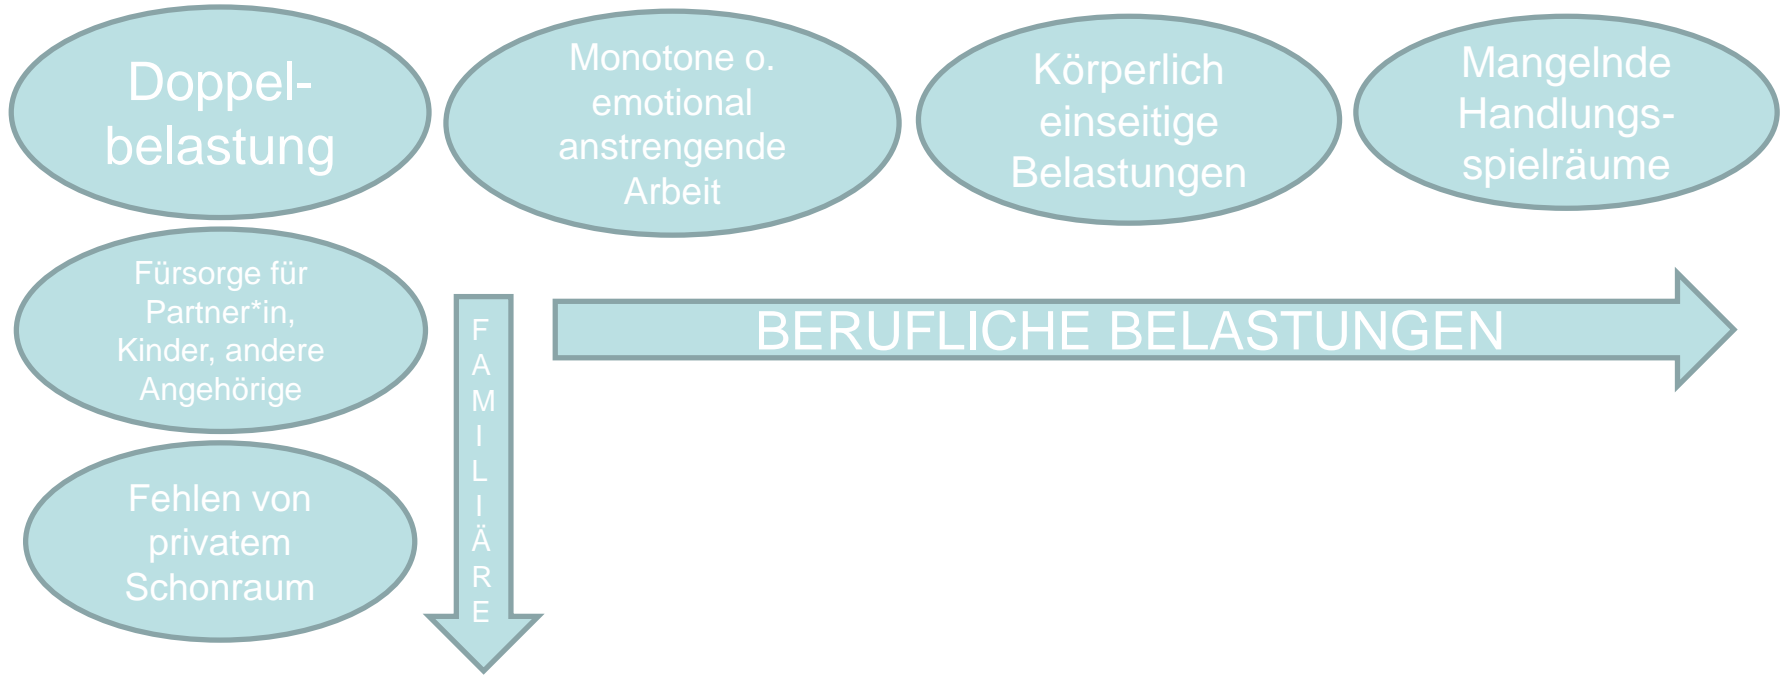 Doppel-
belastung
Monotone o.
emotional
anstrengende
Arbeit
Körperlich
einseitige
Belastungen
Mangelnde
Handlungs-
spielräume
Fürsorge für
Partner*in,
Kinder, andere
Angehörige
Fehlen von
privatem
Schonraum
F
A
M
I
L
I
Ä
R
E
BERUFLICHE BELASTUNGEN